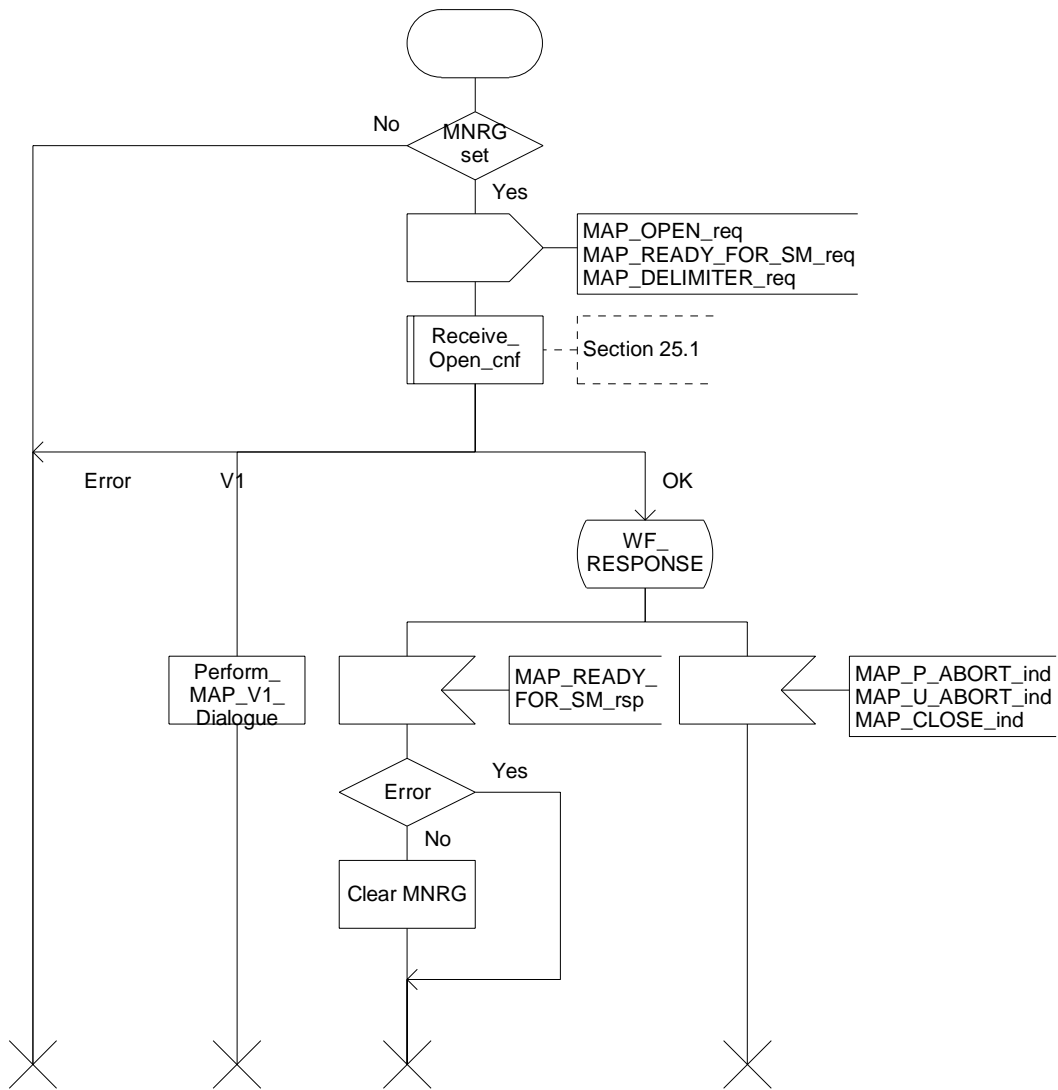 No
MNRG
set
Yes
MAP_OPEN_req
MAP_READY_FOR_SM_req
MAP_DELIMITER_req
Receive_
Open_cnf
Section 25.1
Error
V1
OK
WF_
RESPONSE
Perform_
MAP_V1_
Dialogue
MAP_READY_
FOR_SM_rsp
MAP_P_ABORT_ind
MAP_U_ABORT_ind
MAP_CLOSE_ind
Error
Yes
No
Clear MNRG